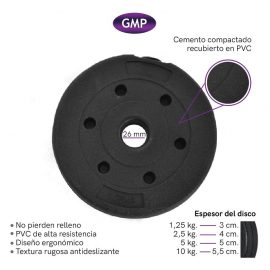 GMP
Cemento compactado
recubierto en PVC
26 mm
Espesor del disco
• No pierden relleno
• PVC de alta resistencia
• Diseño ergonómico
• Textura rugosa antideslizante
1,25 kg. — 3 cm.
2,5 kg. — 4 cm.
5 kg. — 5 cm.
10 kg. — 5,5 cm.